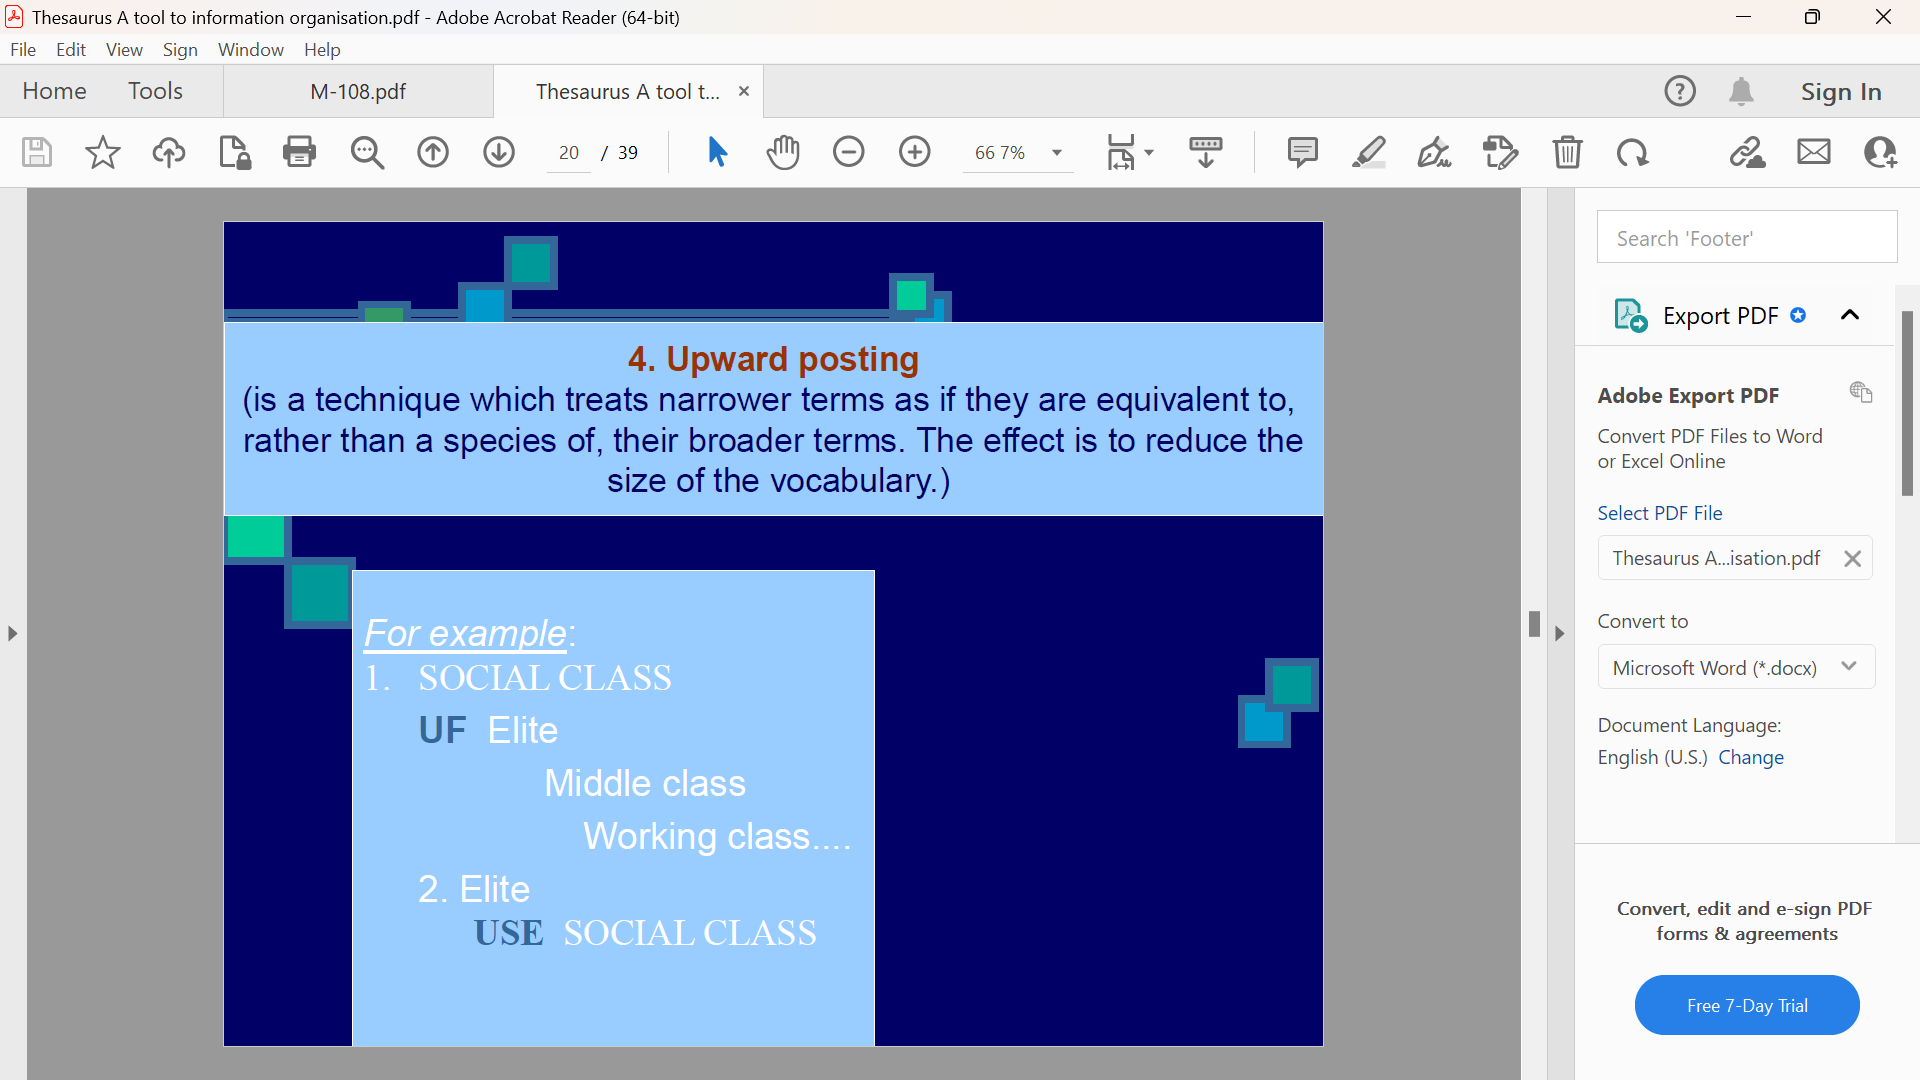 Thesaurus A tool to information organisation.pdf - Adobe Acrobat Reader (64-bit)
File Edit View Sign Window Help
Home Tools M-108.pdf Thesaurus A tool t... Sign In
20 / 39 66 7%
4. Upward posting
(is a technique which treats narrower terms as if they are equivalent to,
rather than a species of, their broader terms. The effect is to reduce the
size of the vocabulary.)
For example:
1. SOCIAL CLASS
UF Elite
Middle class
Working class....
2. Elite
USE SOCIAL CLASS
Search 'Footer'
Export PDF
Adobe Export PDF
Convert PDF Files to Word
or Excel Online
Select PDF File
Thesaurus A...isation.pdf
Convert to
Microsoft Word (*.docx)
Document Language:
English (U.S.) Change
Convert, edit and e-sign PDF
forms & agreements
Free 7-Day Trial